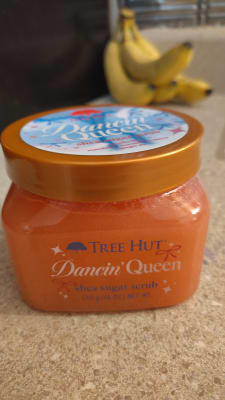 Dancin'
Queen
TREE HUT
Dancin' Queen
shea sugar scrub